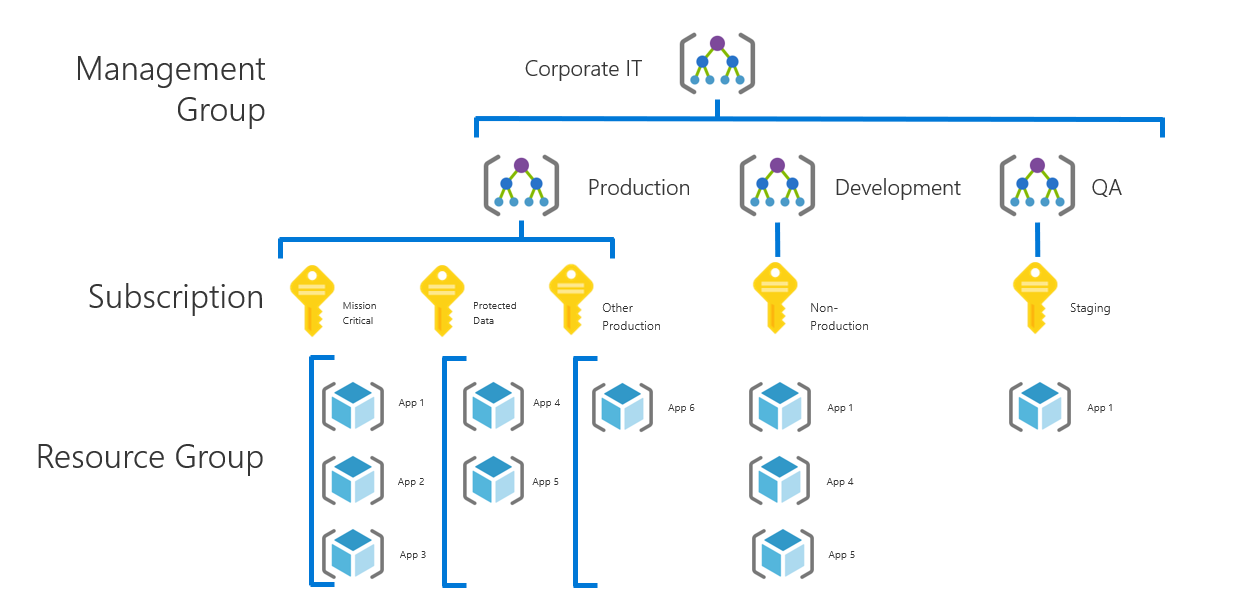 Management
Group
Corporate IT
Production
Development
QA
Subscription
Mission
Critical
Protected
Data
Other
Production
Non-
Production
Staging
Resource Group
App 1
App 4
App 6
App 1
App 1
App 2
App 5
App 4
App 3
App 5